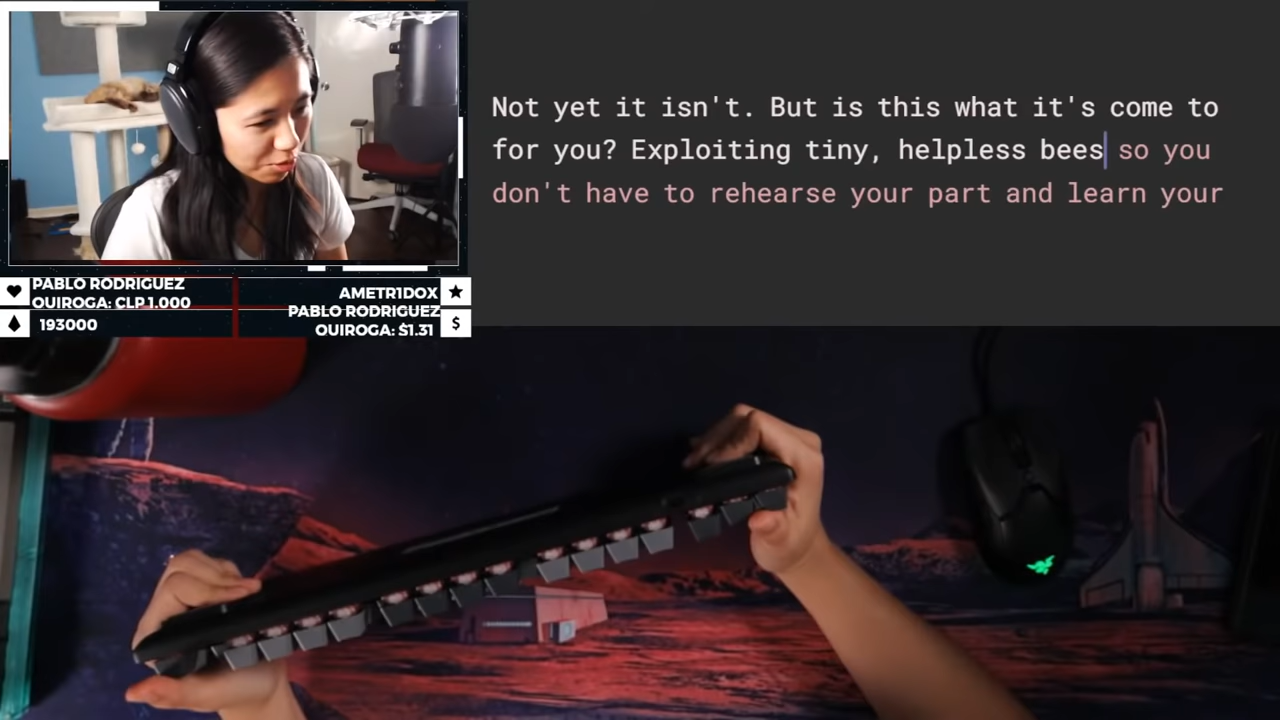 Not yet it isn't. But is this what it's come to
for you? Exploiting tiny, helpless bees so you
don't have to rehearse your part and learn your
PABLO RODRIGUEZ
QUIROGA: CLP 1.000
193000
AMETR1DOX
PABLO RODRIGUEZ
QUIROGA: $1.31
$